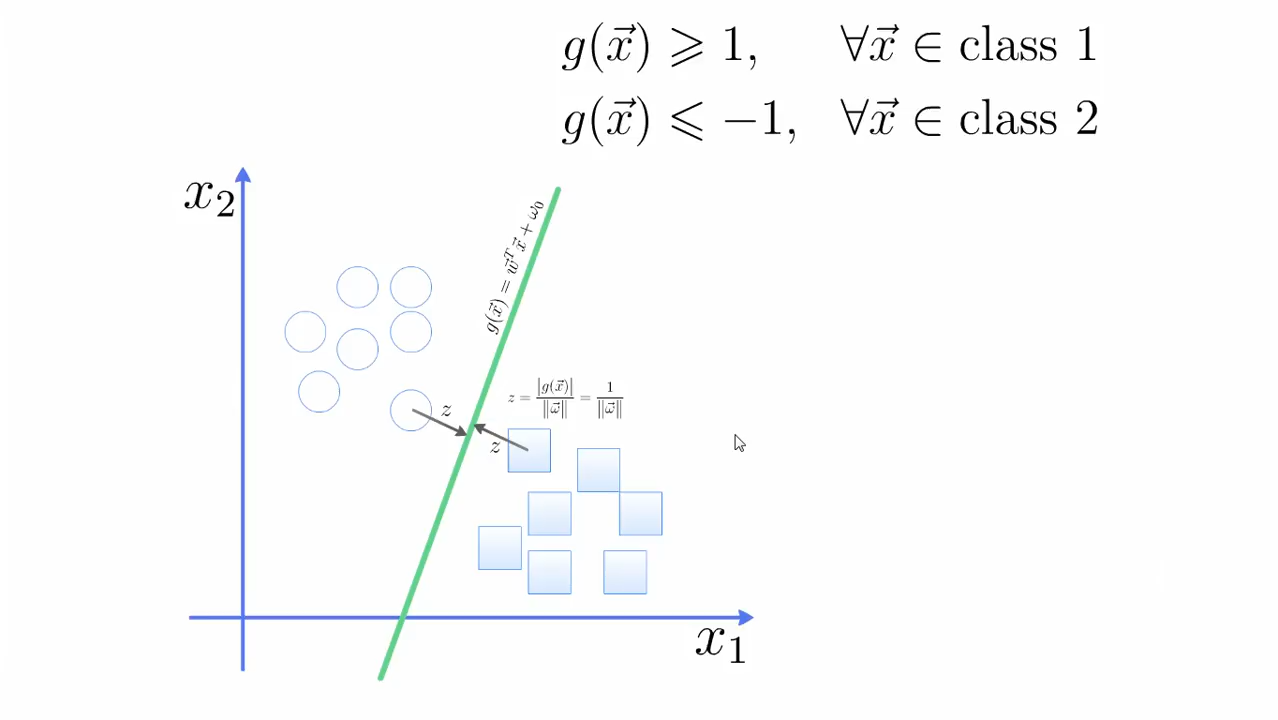 g(x⃗) ⩾ 1, ∀x⃗ ∈ class 1
g(x⃗) ⩽ −1, ∀x⃗ ∈ class 2
x₂
g(x⃗) = w⃗ᵀx⃗ + ω₀
z = |g(x⃗)| / ‖ω⃗‖ = 1 / ‖ω⃗‖
z
z
x₁